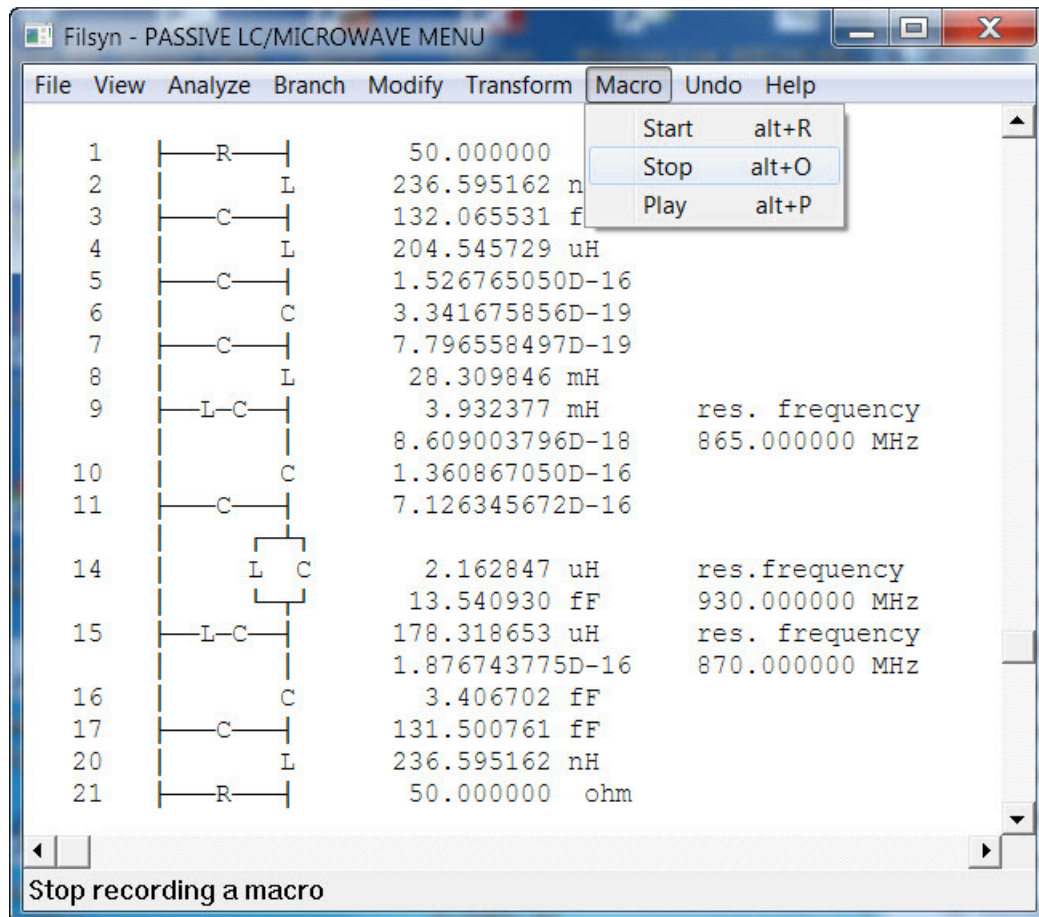 Filsyn - PASSIVE LC/MICROWAVE MENU
File View Analyze Branch Modify Transform Macro Undo Help
Start alt+R
Stop alt+O
Play alt+P
1 R 50.000000
2 L 236.595162 n
3 C 132.065531 f
4 L 204.545729 uH
5 C 1.526765050D-16
6 C 3.341675856D-19
7 C 7.796558497D-19
8 L 28.309846 mH
9 L-C 3.932377 mH res. frequency
8.609003796D-18 865.000000 MHz
10 C 1.360867050D-16
11 C 7.126345672D-16
14 L C 2.162847 uH res.frequency
13.540930 fF 930.000000 MHz
15 L-C 178.318653 uH res. frequency
1.876743775D-16 870.000000 MHz
16 C 3.406702 fF
17 C 131.500761 fF
20 L 236.595162 nH
21 R 50.000000 ohm
Stop recording a macro